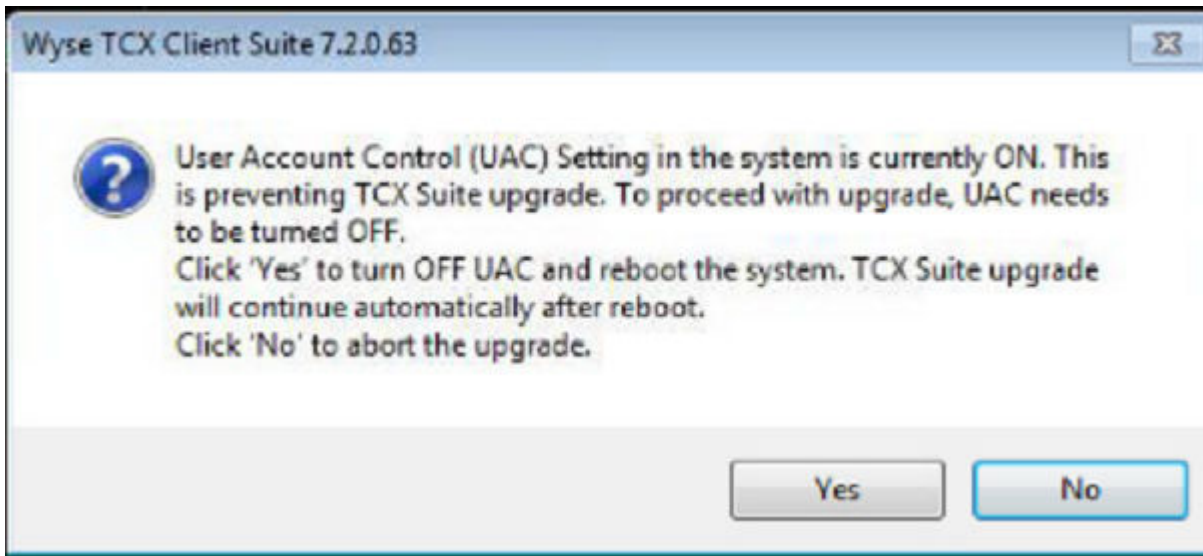 Wyse TCX Client Suite 7.2.0.63
User Account Control (UAC) Setting in the system is currently ON. This
is preventing TCX Suite upgrade. To proceed with upgrade, UAC needs
to be turned OFF.
Click 'Yes' to turn OFF UAC and reboot the system. TCX Suite upgrade
will continue automatically after reboot.
Click 'No' to abort the upgrade.
Yes
No